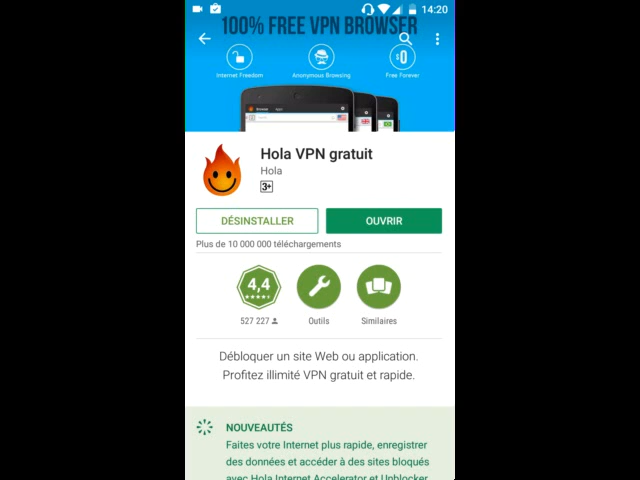 14:20
100% FREE VPN BROWSER
$0
Internet Freedom
Anonymous Browsing
Free Forever
Browser
Apps
Hola VPN gratuit
Hola
3+
DÉSINSTALLER
OUVRIR
Plus de 10 000 000 téléchargements
4,4
527 227
Outils
Similaires
Débloquer un site Web ou application.
Profitez illimité VPN gratuit et rapide.
NOUVEAUTÉS
Faites votre Internet plus rapide, enregistrer
des données et accéder à des sites bloqués
avec Hola Internet Accelerator et Unblocker